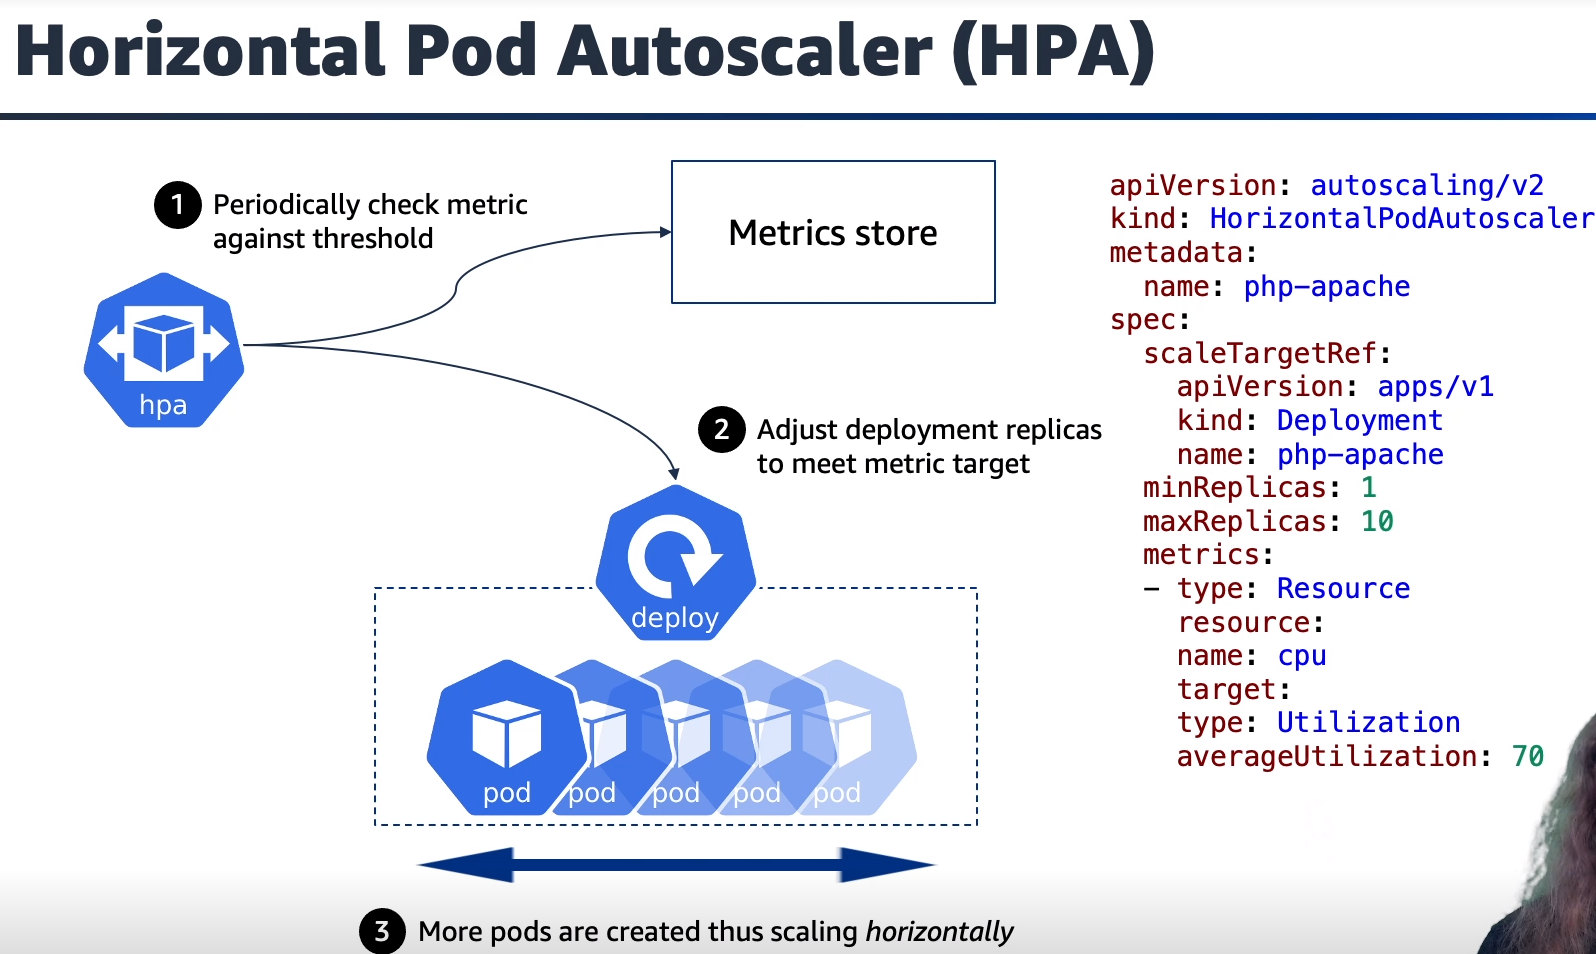 Horizontal Pod Autoscaler (HPA)
1 Periodically check metric
against threshold
Metrics store
hpa
2 Adjust deployment replicas
to meet metric target
deploy
pod pod pod pod pod
3 More pods are created thus scaling horizontally
apiVersion: autoscaling/v2
kind: HorizontalPodAutoscaler
metadata:
  name: php-apache
spec:
  scaleTargetRef:
    apiVersion: apps/v1
    kind: Deployment
    name: php-apache
  minReplicas: 1
  maxReplicas: 10
  metrics:
  - type: Resource
    resource:
    name: cpu
    target:
    type: Utilization
    averageUtilization: 70